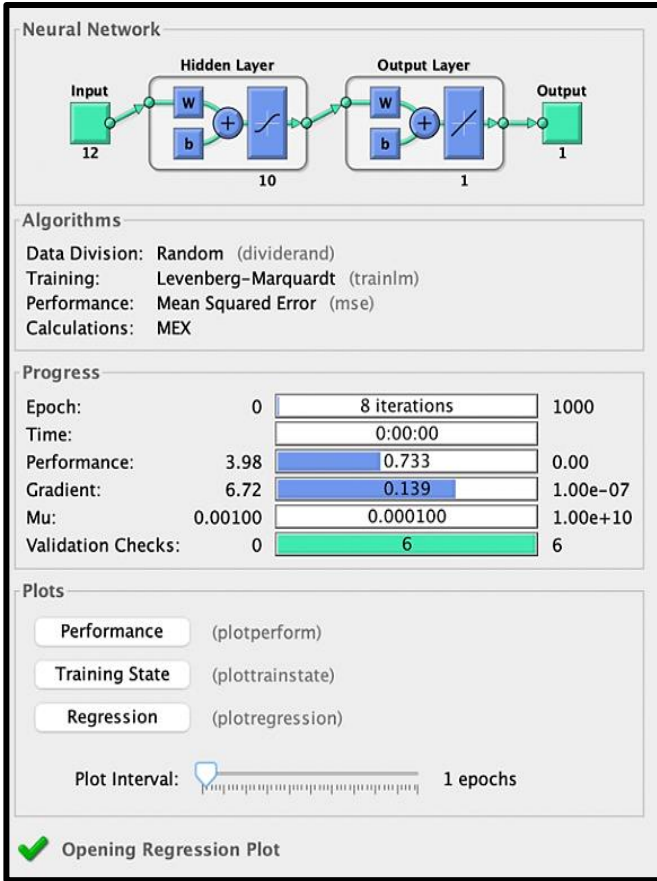 Neural Network
Hidden Layer Output Layer
Input Output
W W
b b
12 10 1 1
Algorithms
Data Division: Random (dividerand)
Training: Levenberg-Marquardt (trainlm)
Performance: Mean Squared Error (mse)
Calculations: MEX
Progress
Epoch: 0 8 iterations 1000
Time: 0:00:00
Performance: 3.98 0.733 0.00
Gradient: 6.72 0.139 1.00e-07
Mu: 0.00100 0.000100 1.00e+10
Validation Checks: 0 6 6
Plots
Performance (plotperform)
Training State (plottrainstate)
Regression (plotregression)
Plot Interval: 1 epochs
Opening Regression Plot